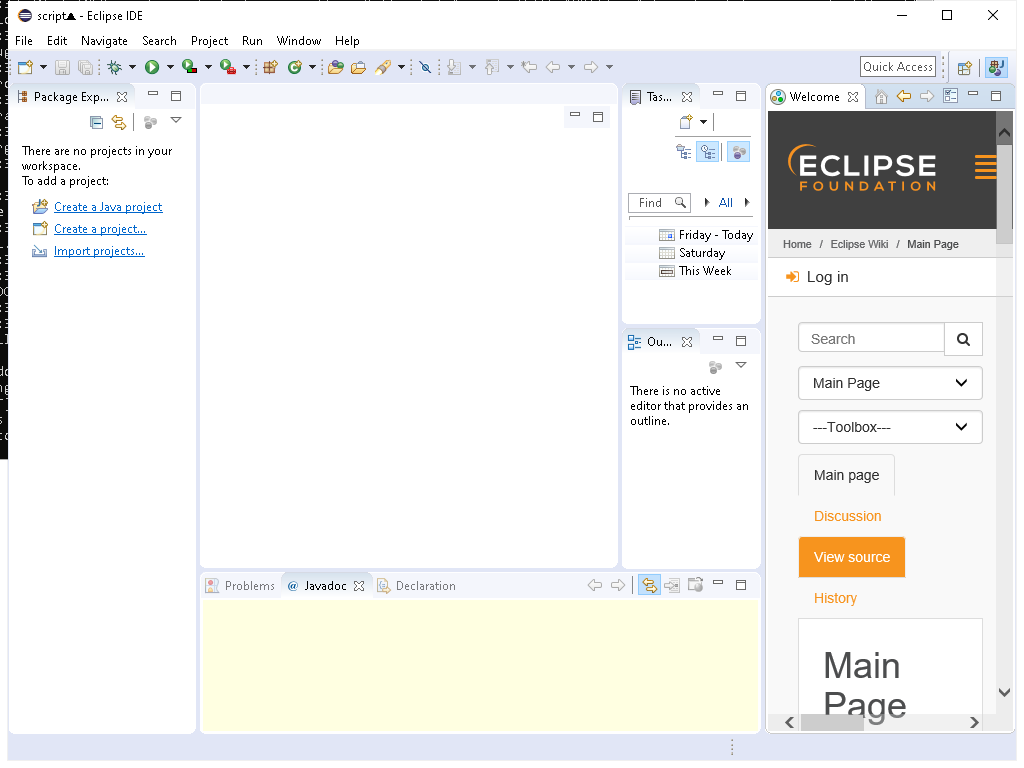 script▲ - Eclipse IDE
File Edit Navigate Search Project Run Window Help
Quick Access
Package Exp...
There are no projects in your
workspace.
To add a project:
Create a Java project
Create a project...
Import projects...
Tas...
Find
All
Friday - Today
Saturday
This Week
Ou...
There is no active
editor that provides an
outline.
Problems
@ Javadoc
Declaration
Welcome
ECLIPSE
FOUNDATION
Home / Eclipse Wiki / Main Page
Log in
Search
Main Page
---Toolbox---
Main page
Discussion
View source
History
Main
Page